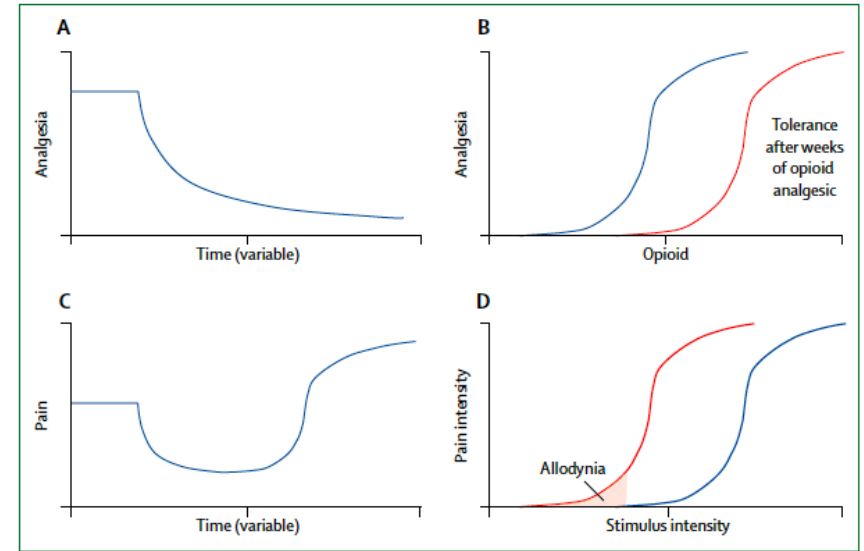 A
Analgesia
Time (variable)
B
Analgesia
Tolerance
after weeks
of opioid
analgesic
Opioid
C
Pain
Time (variable)
D
Pain intensity
Allodynia
Stimulus intensity